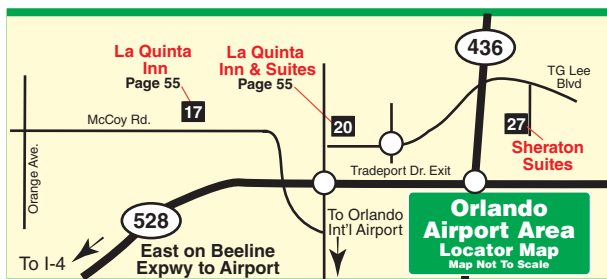 La Quinta
Inn
Page 55
17
La Quinta
Inn & Suites
Page 55
20
436
TG Lee
Blvd
27
Sheraton
Suites
McCoy Rd.
Orange Ave.
Tradeport Dr. Exit
528
To I-4
East on Beeline
Expwy to Airport
To Orlando
Int'l Airport
Orlando
Airport Area
Locator Map
Map Not To Scale